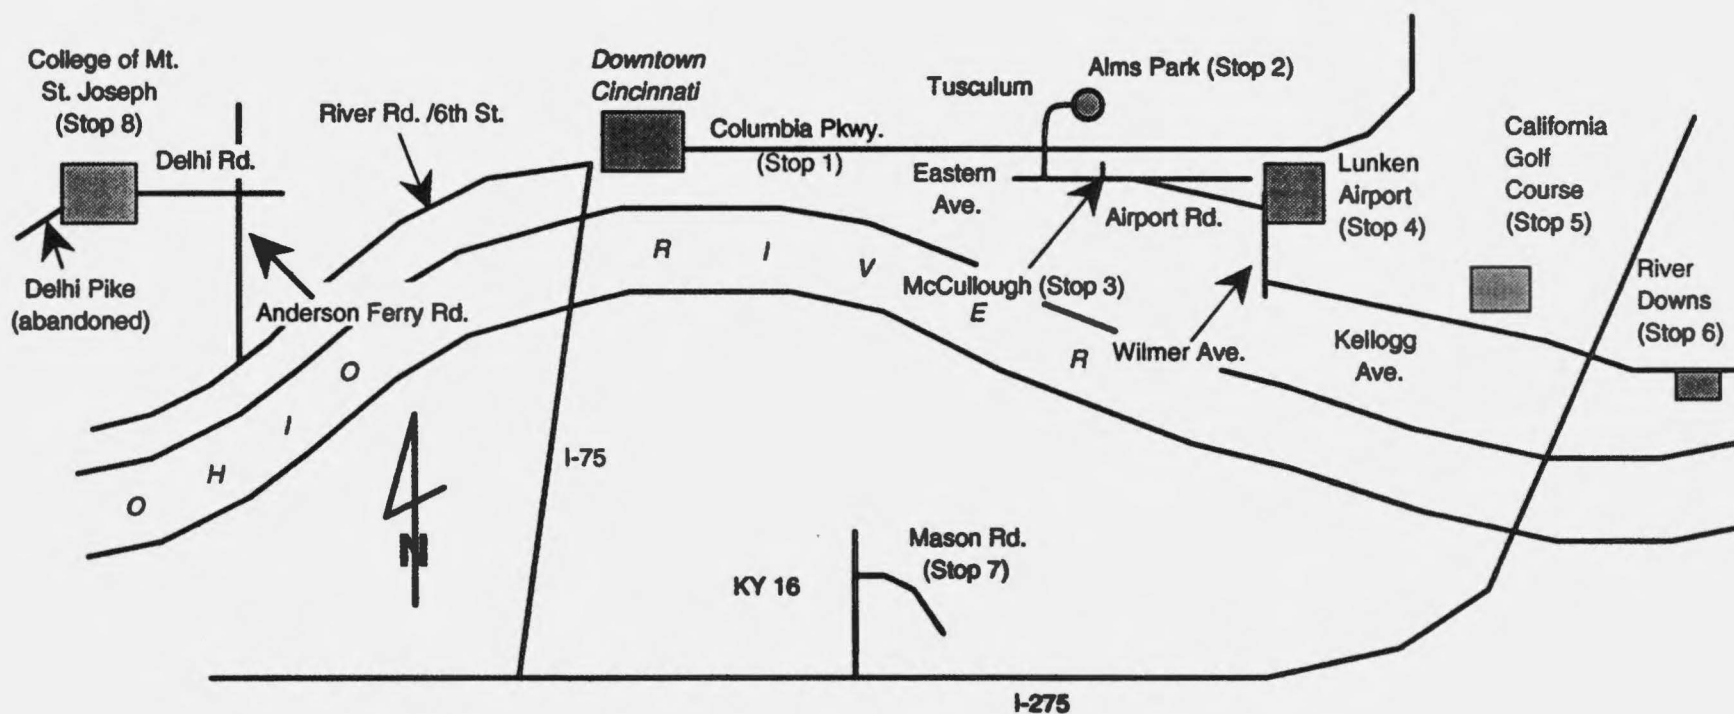 College of Mt.
St. Joseph
(Stop 8)
Delhi Rd.
Delhi Pike
(abandoned)
River Rd. /6th St.
Anderson Ferry Rd.
Downtown
Cincinnati
Columbia Pkwy.
(Stop 1)
Tusculum
Alms Park (Stop 2)
Eastern
Ave.
Airport Rd.
McCullough (Stop 3)
Lunken
Airport
(Stop 4)
Wilmer Ave.
California
Golf
Course
(Stop 5)
River
Downs
(Stop 6)
Kellogg
Ave.
O H I O
R I V E R
I-75
N
KY 16
Mason Rd.
(Stop 7)
I-275